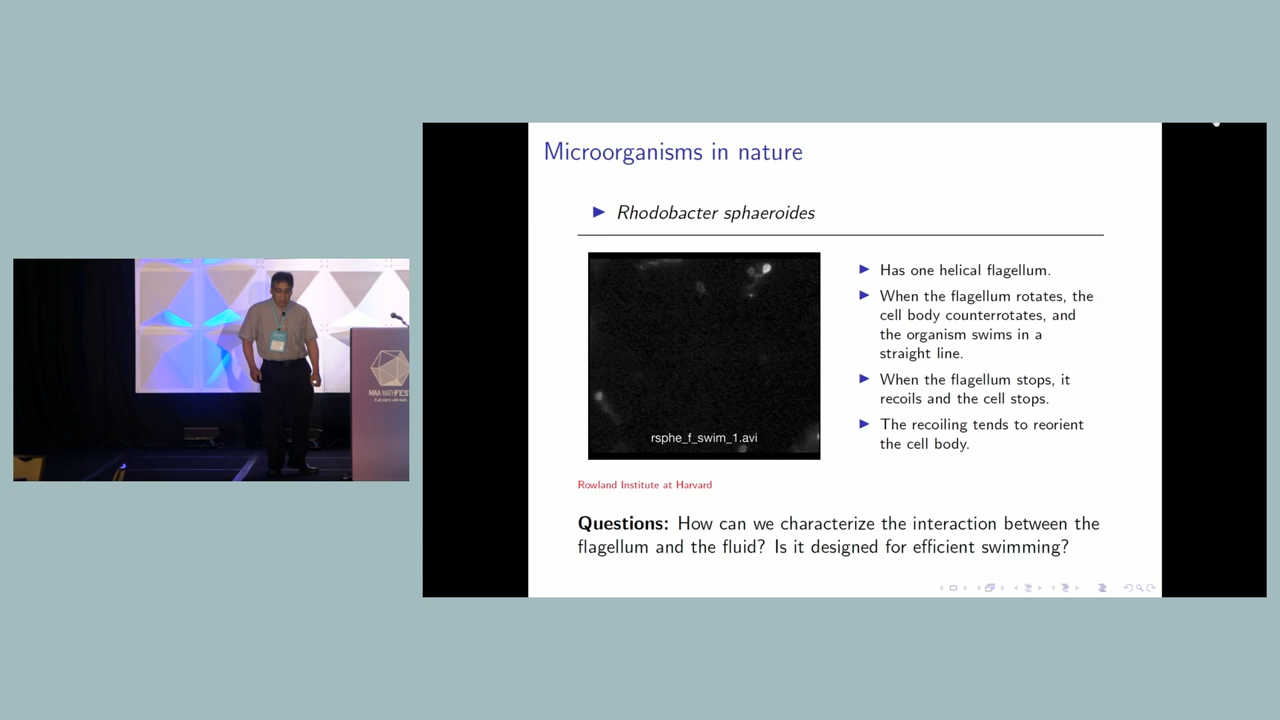 Microorganisms in nature
Rhodobacter sphaeroides
rsphe_f_swim_1.avi
Rowland Institute at Harvard
Has one helical flagellum.
When the flagellum rotates, the
cell body counterrotates, and
the organism swims in a
straight line.
When the flagellum stops, it
recoils and the cell stops.
The recoiling tends to reorient
the cell body.
Questions: How can we characterize the interaction between the
flagellum and the fluid? Is it designed for efficient swimming?
MAA MATHFEST